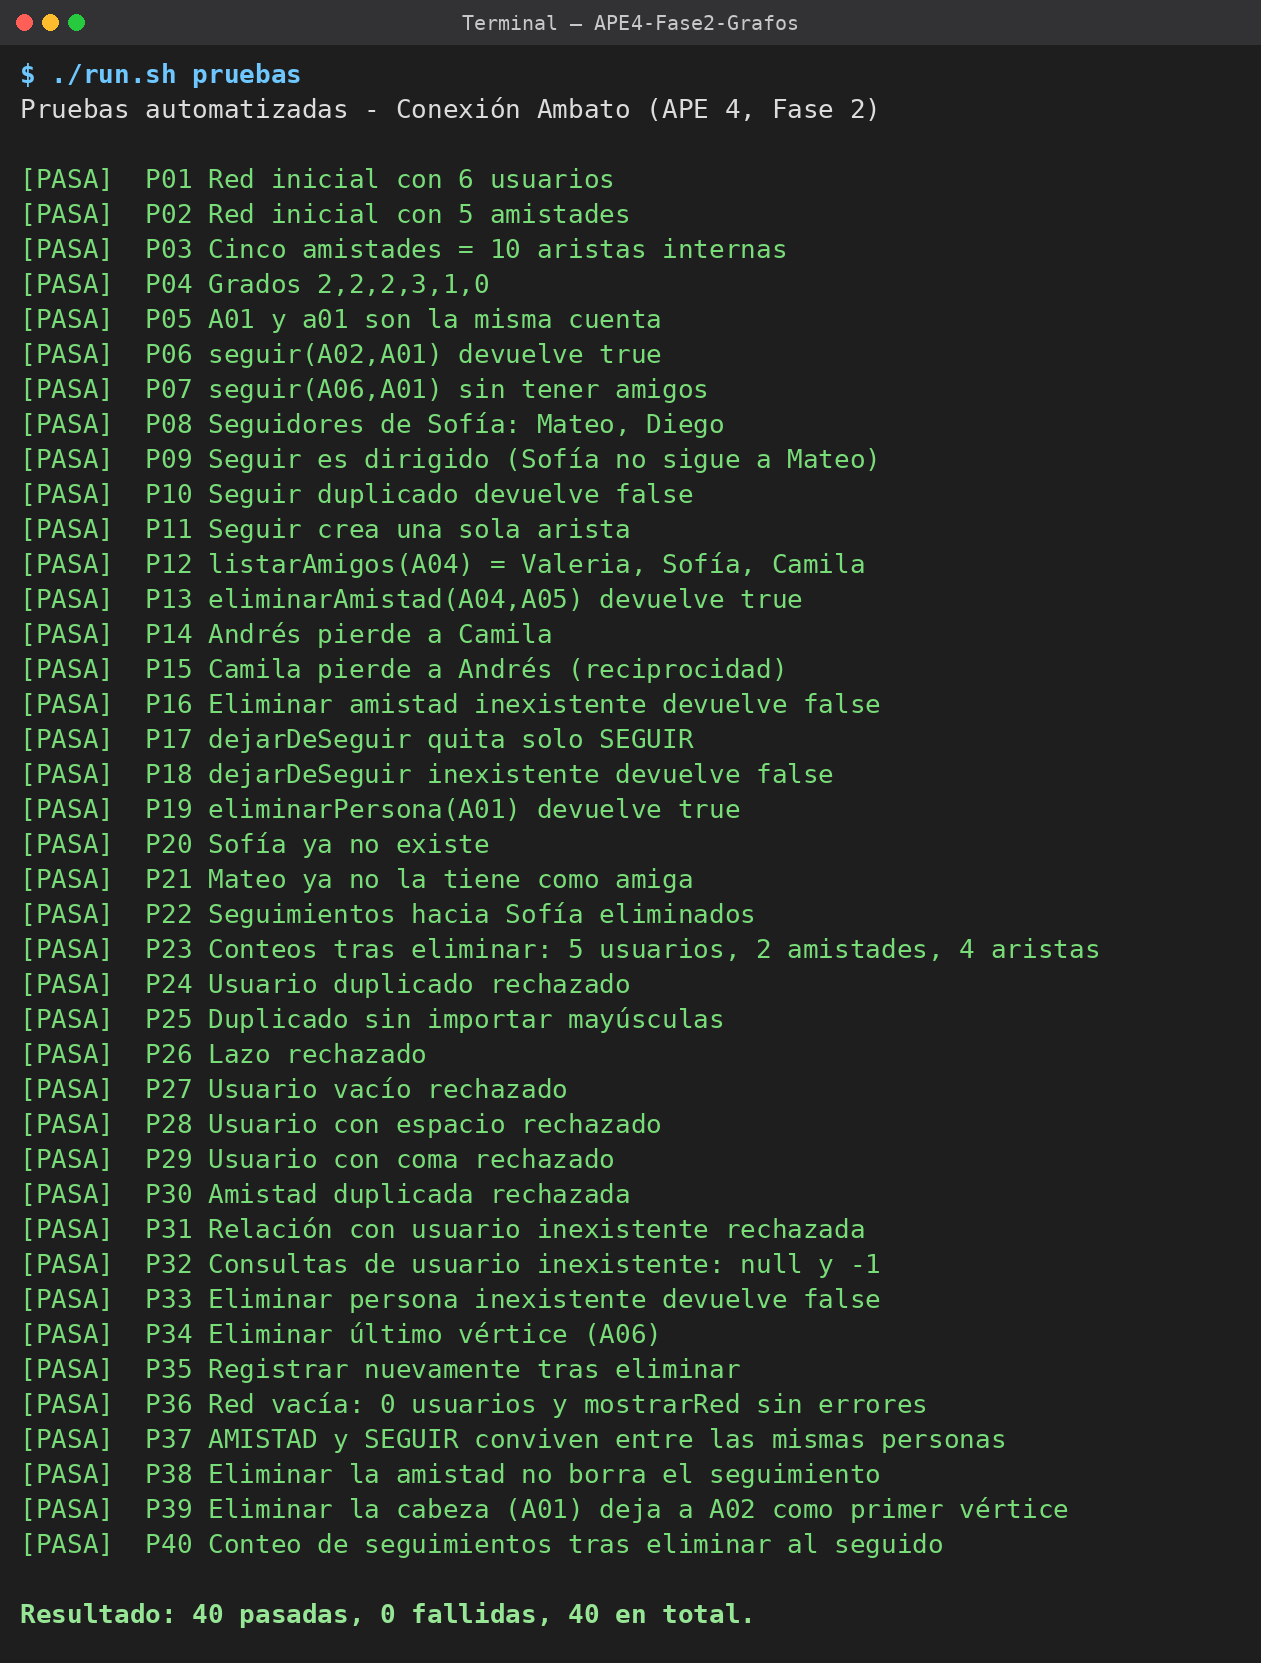 Terminal — APE4-Fase2-Grafos
$ ./run.sh pruebas
Pruebas automatizadas - Conexión Ambato (APE 4, Fase 2)
[PASA]  P01 Red inicial con 6 usuarios
[PASA]  P02 Red inicial con 5 amistades
[PASA]  P03 Cinco amistades = 10 aristas internas
[PASA]  P04 Grados 2,2,2,3,1,0
[PASA]  P05 A01 y a01 son la misma cuenta
[PASA]  P06 seguir(A02,A01) devuelve true
[PASA]  P07 seguir(A06,A01) sin tener amigos
[PASA]  P08 Seguidores de Sofía: Mateo, Diego
[PASA]  P09 Seguir es dirigido (Sofía no sigue a Mateo)
[PASA]  P10 Seguir duplicado devuelve false
[PASA]  P11 Seguir crea una sola arista
[PASA]  P12 listarAmigos(A04) = Valeria, Sofía, Camila
[PASA]  P13 eliminarAmistad(A04,A05) devuelve true
[PASA]  P14 Andrés pierde a Camila
[PASA]  P15 Camila pierde a Andrés (reciprocidad)
[PASA]  P16 Eliminar amistad inexistente devuelve false
[PASA]  P17 dejarDeSeguir quita solo SEGUIR
[PASA]  P18 dejarDeSeguir inexistente devuelve false
[PASA]  P19 eliminarPersona(A01) devuelve true
[PASA]  P20 Sofía ya no existe
[PASA]  P21 Mateo ya no la tiene como amiga
[PASA]  P22 Seguimientos hacia Sofía eliminados
[PASA]  P23 Conteos tras eliminar: 5 usuarios, 2 amistades, 4 aristas
[PASA]  P24 Usuario duplicado rechazado
[PASA]  P25 Duplicado sin importar mayúsculas
[PASA]  P26 Lazo rechazado
[PASA]  P27 Usuario vacío rechazado
[PASA]  P28 Usuario con espacio rechazado
[PASA]  P29 Usuario con coma rechazado
[PASA]  P30 Amistad duplicada rechazada
[PASA]  P31 Relación con usuario inexistente rechazada
[PASA]  P32 Consultas de usuario inexistente: null y -1
[PASA]  P33 Eliminar persona inexistente devuelve false
[PASA]  P34 Eliminar último vértice (A06)
[PASA]  P35 Registrar nuevamente tras eliminar
[PASA]  P36 Red vacía: 0 usuarios y mostrarRed sin errores
[PASA]  P37 AMISTAD y SEGUIR conviven entre las mismas personas
[PASA]  P38 Eliminar la amistad no borra el seguimiento
[PASA]  P39 Eliminar la cabeza (A01) deja a A02 como primer vértice
[PASA]  P40 Conteo de seguimientos tras eliminar al seguido
Resultado: 40 pasadas, 0 fallidas, 40 en total.